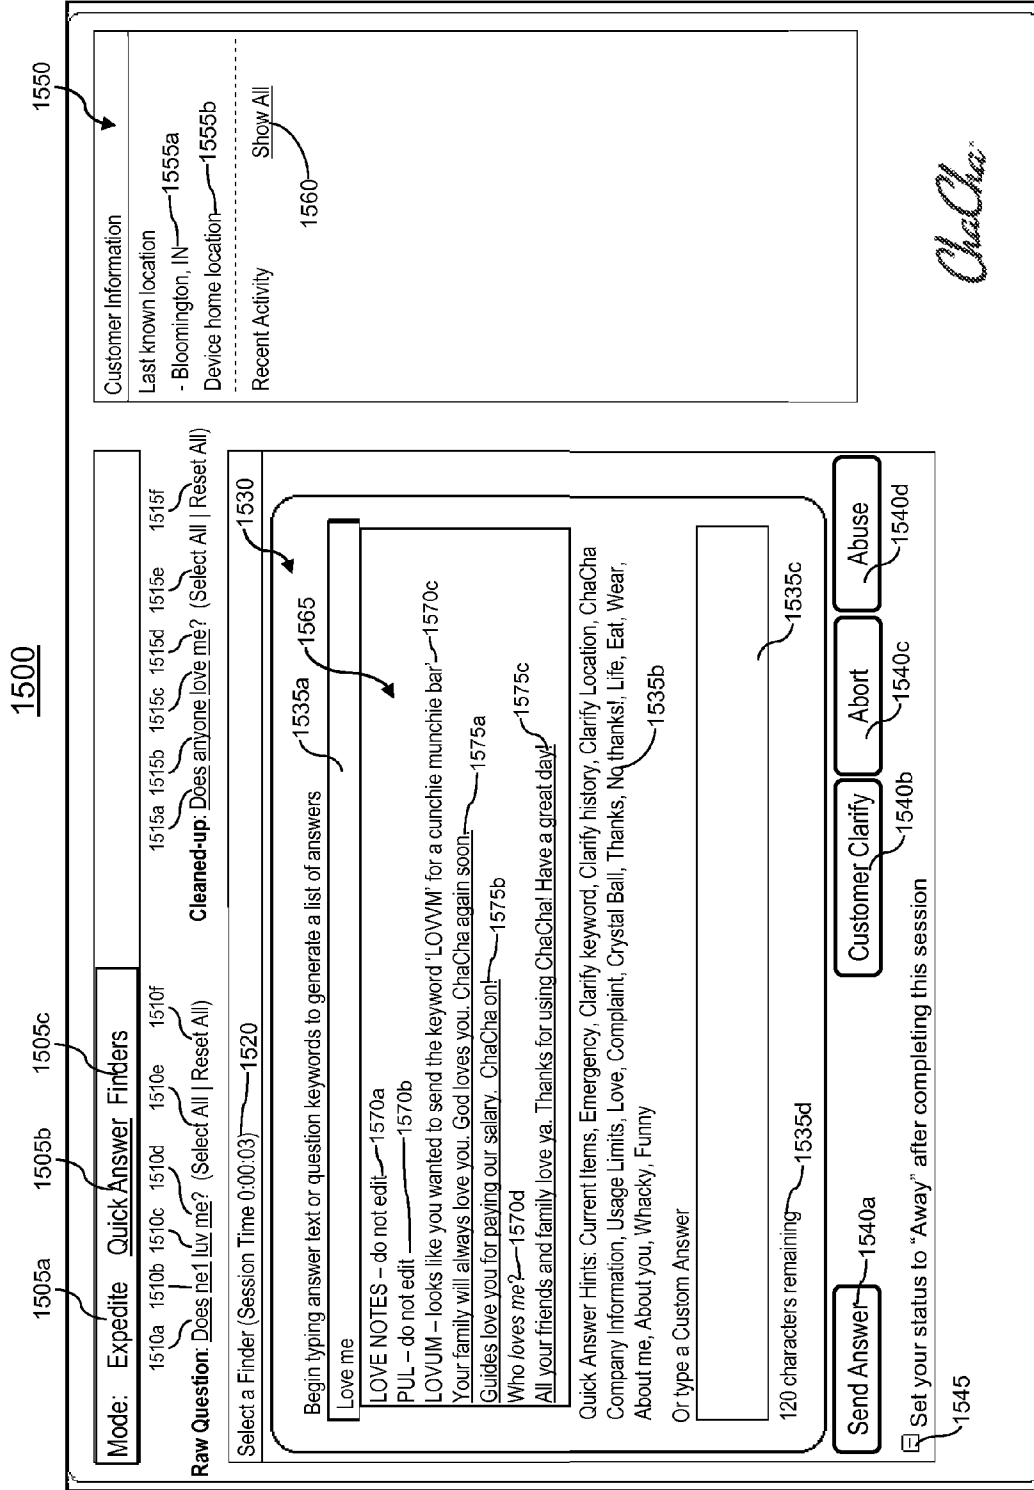 1500
1505a 1505b 1505c
1550
Mode: Expedite Quick Answer Finders
1510a 1510b 1510c 1510d 1510e 1510f
1515a 1515b 1515c 1515d 1515e 1515f
Raw Question: Does ne1 luv me? (Select All | Reset All)
Cleaned-up: Does anyone love me? (Select All | Reset All)
Select a Finder (Session Time 0:00:03) 1520
1530
Begin typing answer text or question keywords to generate a list of answers
1535a
1565
Love me
LOVE NOTES – do not edit 1570a
PUL – do not edit 1570b
LOVUM – looks like you wanted to send the keyword 'LOVVM' for a cunchie munchie bar' 1570c
Your family will always love you. God loves you. ChaCha again soon. 1575a
Guides love you for paying our salary. ChaCha on! 1575b
Who loves me? 1570d
All your friends and family love ya. Thanks for using ChaCha! Have a great day! 1575c
Quick Answer Hints: Current Items, Emergency, Clarify keyword, Clarify history, Clarify Location, ChaCha
Company Information, Usage Limits, Love, Complaint, Crystal Ball, Thanks, No thanks!, Life, Eat, Wear,
About me, About you, Whacky, Funny
1535b
Or type a Custom Answer
1535c
120 characters remaining 1535d
Send Answer 1540a
Customer Clarify 1540b
Abort 1540c
Abuse 1540d
Set your status to “Away” after completing this session
1545
Customer Information
Last known location
- Bloomington, IN 1555a
Device home location 1555b
Recent Activity Show All
1560
ChaCha